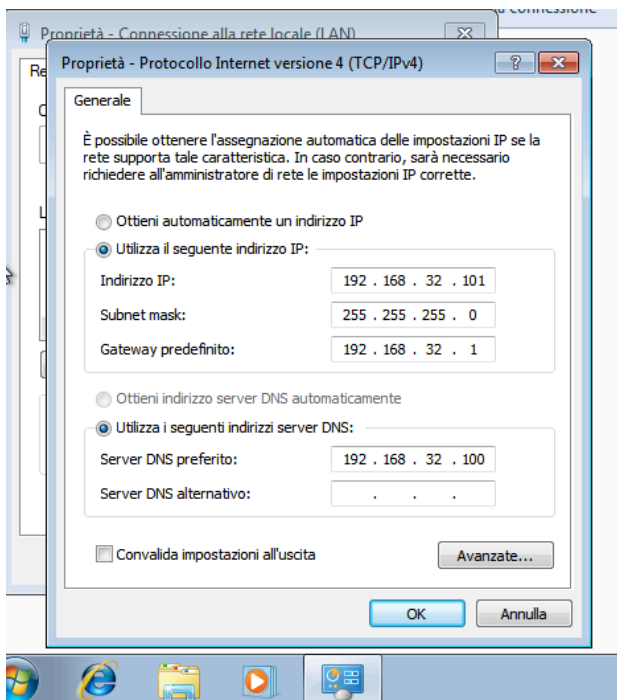 a connessione
Proprietà - Connessione alla rete locale (LAN)
Re
Proprietà - Protocollo Internet versione 4 (TCP/IPv4)
?
Generale
È possibile ottenere l'assegnazione automatica delle impostazioni IP se la
rete supporta tale caratteristica. In caso contrario, sarà necessario
richiedere all'amministratore di rete le impostazioni IP corrette.
Ottieni automaticamente un indirizzo IP
Utilizza il seguente indirizzo IP:
Indirizzo IP: 192 . 168 . 32 . 101
Subnet mask: 255 . 255 . 255 . 0
Gateway predefinito: 192 . 168 . 32 . 1
Ottieni indirizzo server DNS automaticamente
Utilizza i seguenti indirizzi server DNS:
Server DNS preferito: 192 . 168 . 32 . 100
Server DNS alternativo: . . .
Convalida impostazioni all'uscita
Avanzate...
OK Annulla